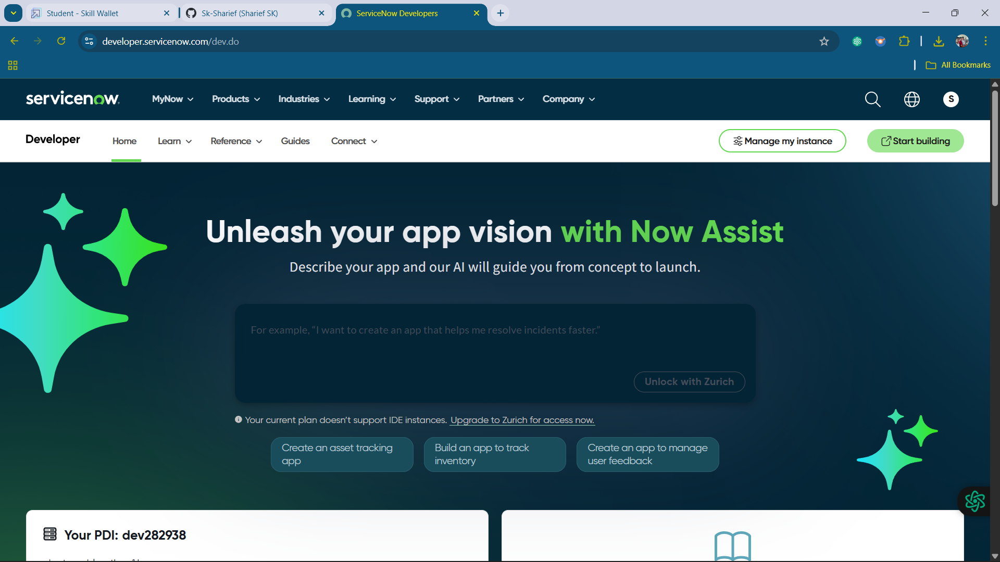 Student - Skill Wallet
Sk-Sharief (Sharief SK)
ServiceNow Developers
developer.servicenow.com/dev.do
All Bookmarks
servicenow
MyNow
Products
Industries
Learning
Support
Partners
Company
S
Developer
Home
Learn
Reference
Guides
Connect
Manage my instance
Start building
Unleash your app vision with Now Assist
Describe your app and our AI will guide you from concept to launch.
For example, “I want to create an app that helps me resolve incidents faster.”
Unlock with Zurich
Your current plan doesn’t support IDE instances. Upgrade to Zurich for access now.
Create an asset tracking
app
Build an app to track
inventory
Create an app to manage
user feedback
Your PDI: dev282938